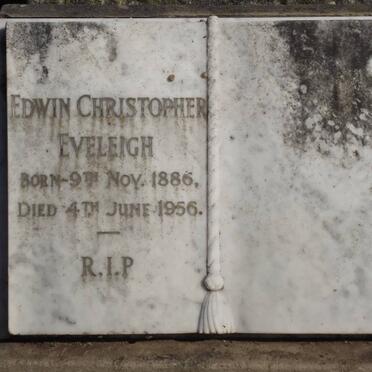 EDWIN CHRISTOPHER
EVELEIGH
BORN-9TH NOV. 1886,
DIED 4TH JUNE 1956.
R.I.P